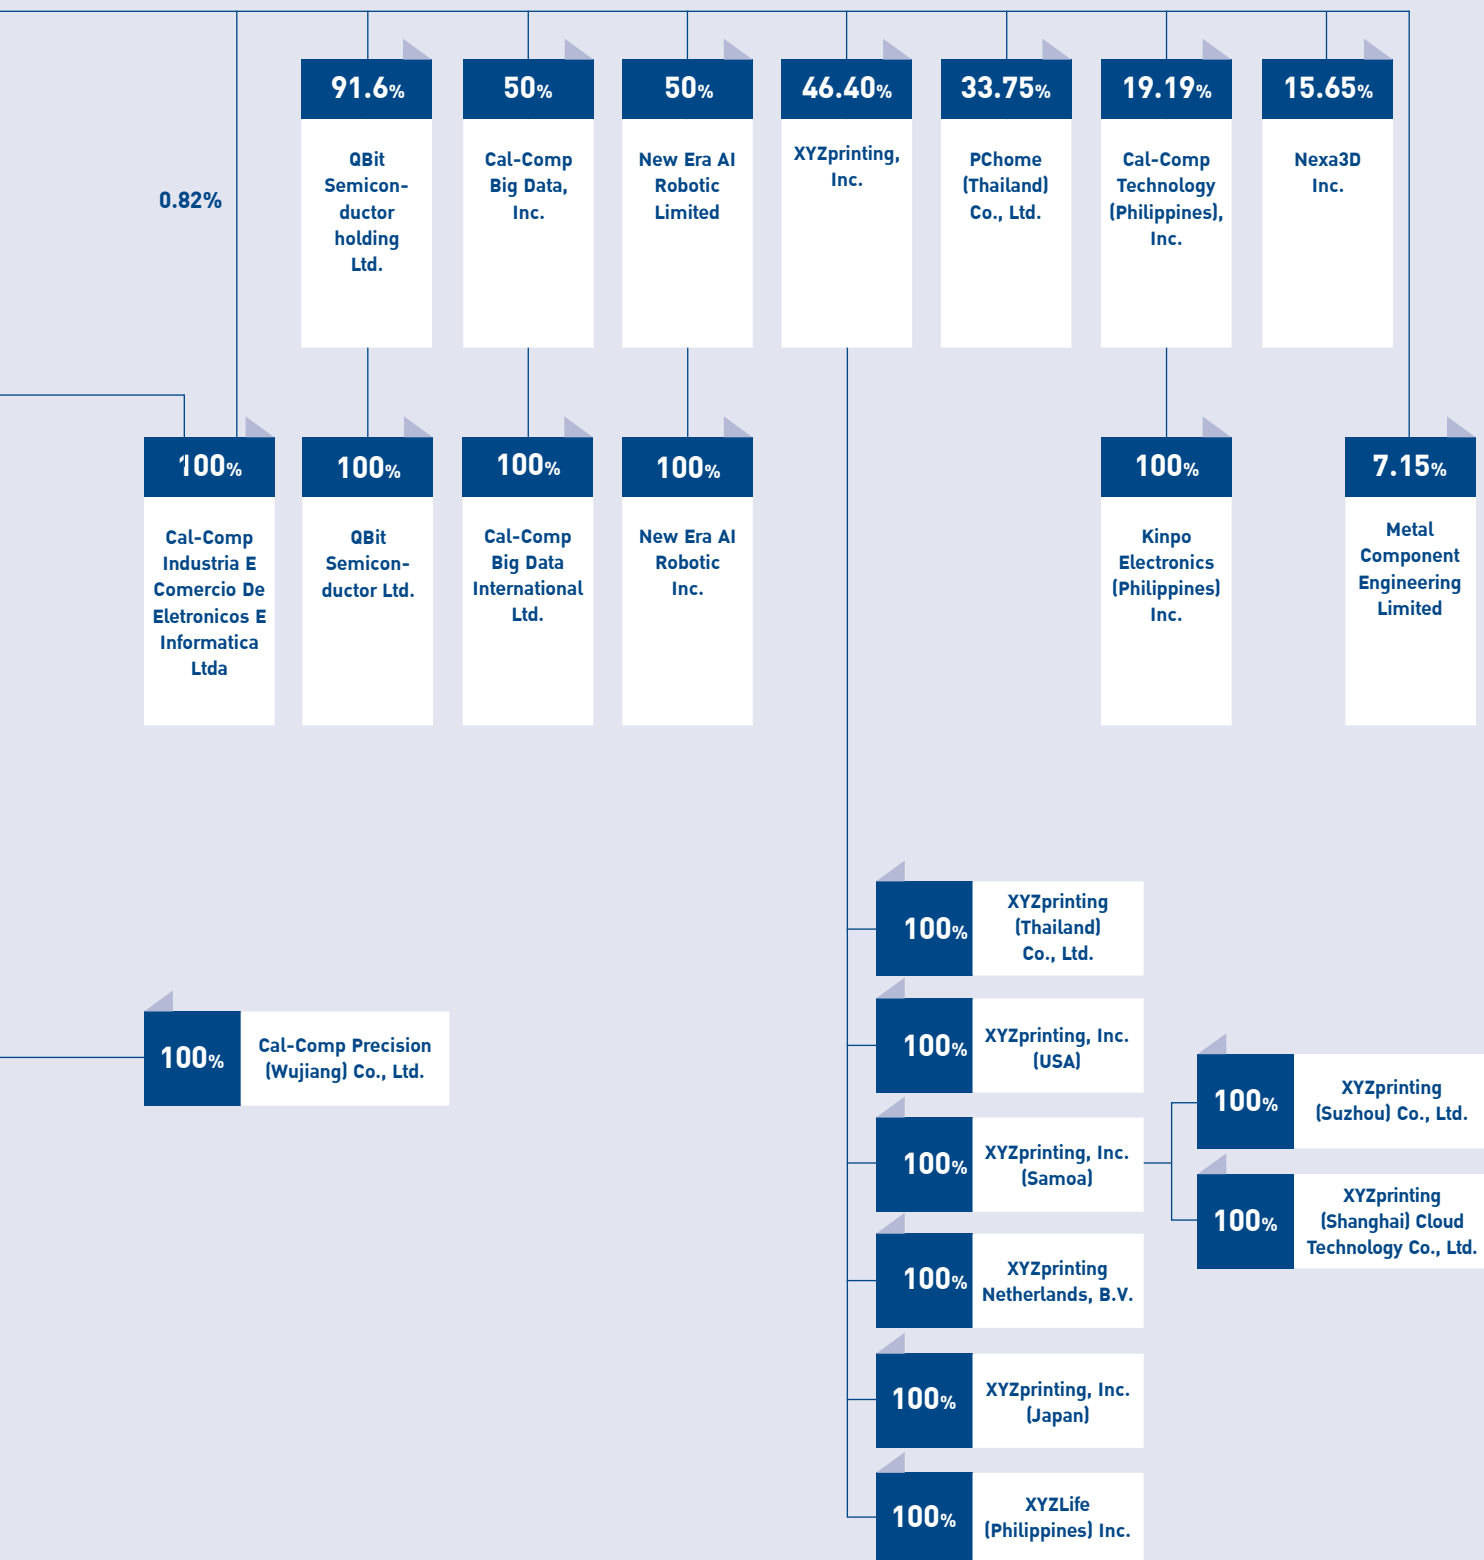 91.6%
QBit
Semicon-
ductor
holding
Ltd.
50%
Cal-Comp
Big Data,
Inc.
50%
New Era AI
Robotic
Limited
46.40%
XYZprinting,
Inc.
33.75%
PChome
(Thailand)
Co., Ltd.
19.19%
Cal-Comp
Technology
(Philippines),
Inc.
15.65%
Nexa3D
Inc.
0.82%
100%
Cal-Comp
Industria E
Comercio De
Eletronicos E
Informatica
Ltda
100%
QBit
Semicon-
ductor Ltd.
100%
Cal-Comp
Big Data
International
Ltd.
100%
New Era AI
Robotic
Inc.
100%
Kinpo
Electronics
(Philippines)
Inc.
7.15%
Metal
Component
Engineering
Limited
100%
XYZprinting
(Thailand)
Co., Ltd.
100%
Cal-Comp Precision
(Wujiang) Co., Ltd.
100%
XYZprinting, Inc.
(USA)
100%
XYZprinting, Inc.
(Samoa)
100%
XYZprinting
(Suzhou) Co., Ltd.
100%
XYZprinting
(Shanghai) Cloud
Technology Co., Ltd.
100%
XYZprinting
Netherlands, B.V.
100%
XYZprinting, Inc.
(Japan)
100%
XYZLife
(Philippines) Inc.